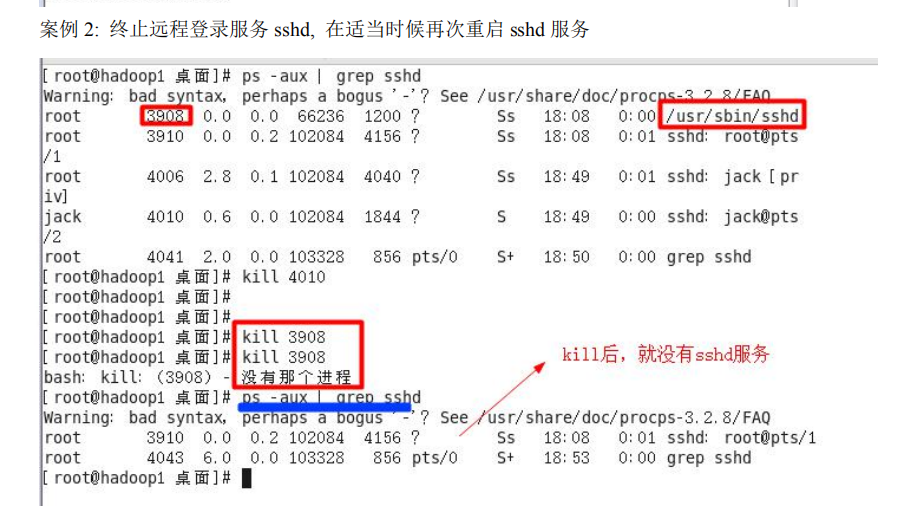 案例 2: 终止远程登录服务 sshd, 在适当时候再次重启 sshd 服务
[root@hadoop1 桌面]# ps -aux | grep sshd
Warning: bad syntax, perhaps a bogus '-'? See /usr/share/doc/procps-3.2.8/FAQ
root 3908 0.0 0.0 66236 1200 ? Ss 18:08 0:00 /usr/sbin/sshd
root 3910 0.0 0.2 102084 4156 ? Ss 18:08 0:01 sshd: root@pts
/1
root 4006 2.8 0.1 102084 4040 ? Ss 18:49 0:01 sshd: jack [pr
iv]
jack 4010 0.6 0.0 102084 1844 ? S 18:49 0:00 sshd: jack@pts
/2
root 4041 2.0 0.0 103328 856 pts/0 S+ 18:50 0:00 grep sshd
[root@hadoop1 桌面]# kill 4010
[root@hadoop1 桌面]#
[root@hadoop1 桌面]#
[root@hadoop1 桌面]# kill 3908
[root@hadoop1 桌面]# kill 3908
bash: kill: (3908) - 没有那个进程
kill后，就没有sshd服务
[root@hadoop1 桌面]# ps -aux | grep sshd
Warning: bad syntax, perhaps a bogus '-'? See /usr/share/doc/procps-3.2.8/FAQ
root 3910 0.0 0.2 102084 4156 ? Ss 18:08 0:01 sshd: root@pts/1
root 4043 6.0 0.0 103328 856 pts/0 S+ 18:53 0:00 grep sshd
[root@hadoop1 桌面]#